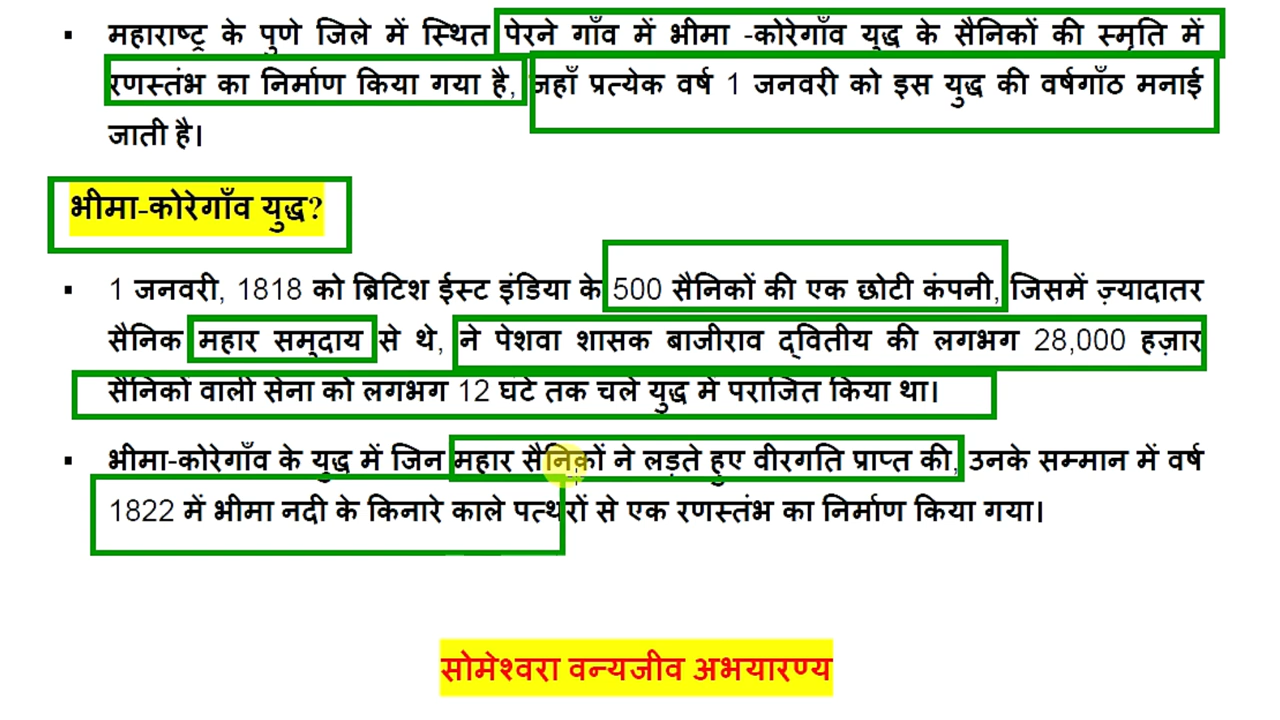 ▪ महाराष्ट्र के पुणे जिले में स्थित पेरने गाँव में भीमा -कोरेगाँव युद्ध के सैनिकों की स्मृति में
रणस्तंभ का निर्माण किया गया है, जहाँ प्रत्येक वर्ष 1 जनवरी को इस युद्ध की वर्षगाँठ मनाई
जाती है।
भीमा-कोरेगाँव युद्ध?
▪ 1 जनवरी, 1818 को ब्रिटिश ईस्ट इंडिया के 500 सैनिकों की एक छोटी कंपनी, जिसमें ज़्यादातर
सैनिक महार समुदाय से थे, ने पेशवा शासक बाजीराव द्वितीय की लगभग 28,000 हज़ार
सैनिकों वाली सेना को लगभग 12 घंटे तक चले युद्ध में पराजित किया था।
▪ भीमा-कोरेगाँव के युद्ध में जिन महार सैनिकों ने लड़ते हुए वीरगति प्राप्त की, उनके सम्मान में वर्ष
1822 में भीमा नदी के किनारे काले पत्थरों से एक रणस्तंभ का निर्माण किया गया।
सोमेश्वरा वन्यजीव अभयारण्य